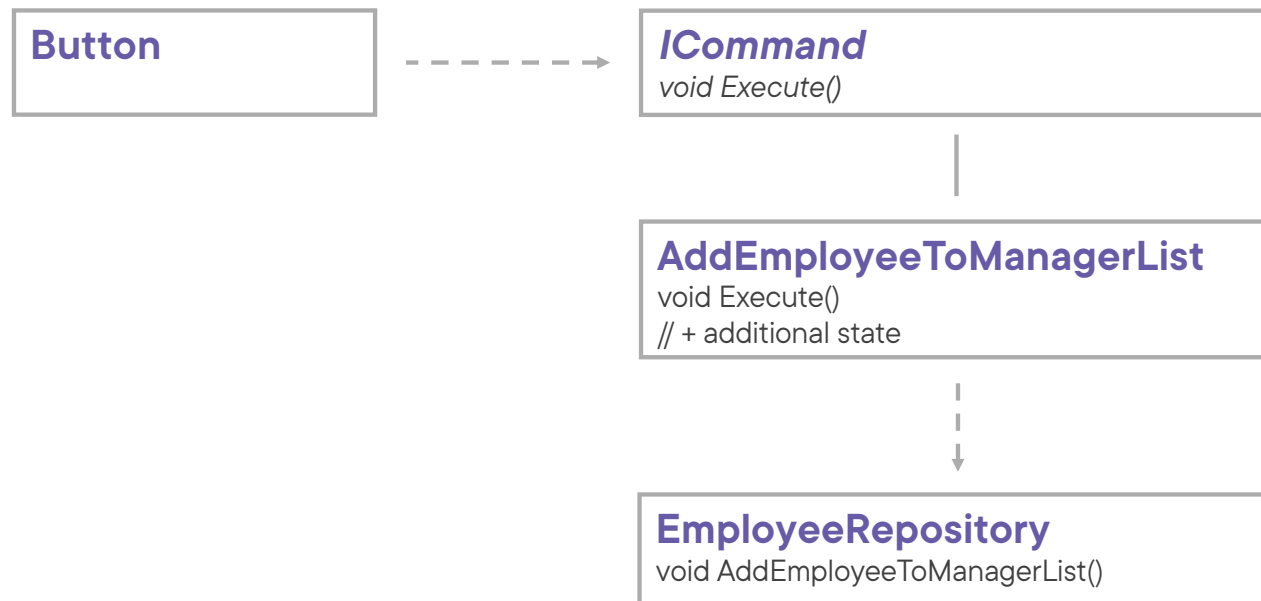 Button
ICommand
void Execute()
AddEmployeeToManagerList
void Execute()
// + additional state
EmployeeRepository
void AddEmployeeToManagerList()